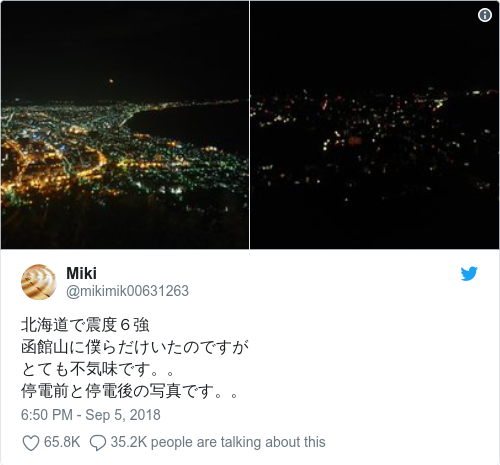 Miki
@mikimik00631263
北海道で震度６強
函館山に僕らだけいたのですが
とても不気味です。。
停電前と停電後の写真です。。
6:50 PM - Sep 5, 2018
65.8K 35.2K people are talking about this